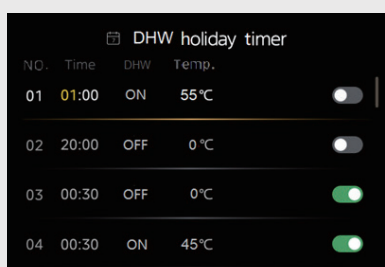 DHW holiday timer
NO. Time DHW Temp.
01 01:00 ON 55℃
02 20:00 OFF 0℃
03 00:30 OFF 0℃
04 00:30 ON 45℃